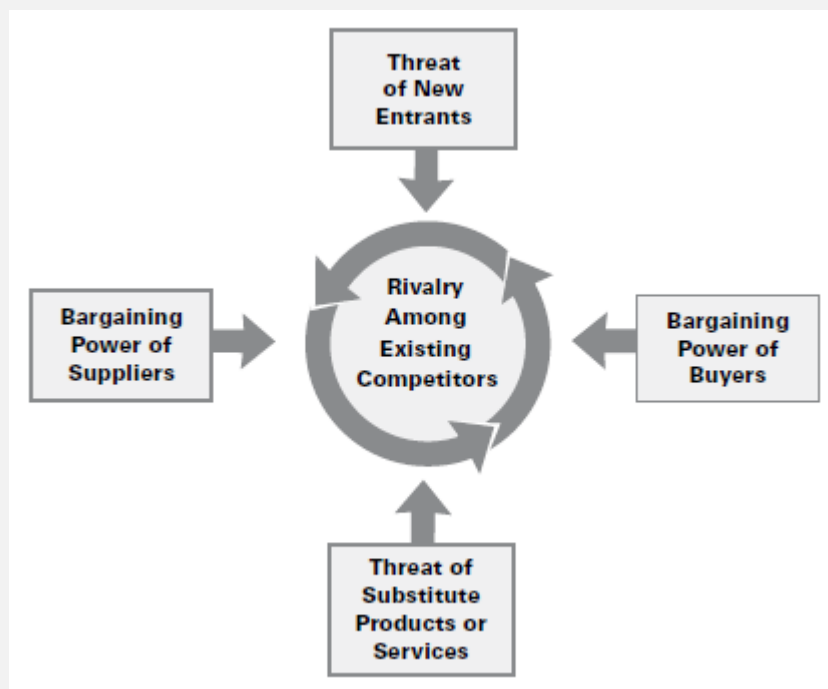 Threat
of New
Entrants
Bargaining
Power of
Suppliers
Rivalry
Among
Existing
Competitors
Bargaining
Power of
Buyers
Threat of
Substitute
Products or
Services